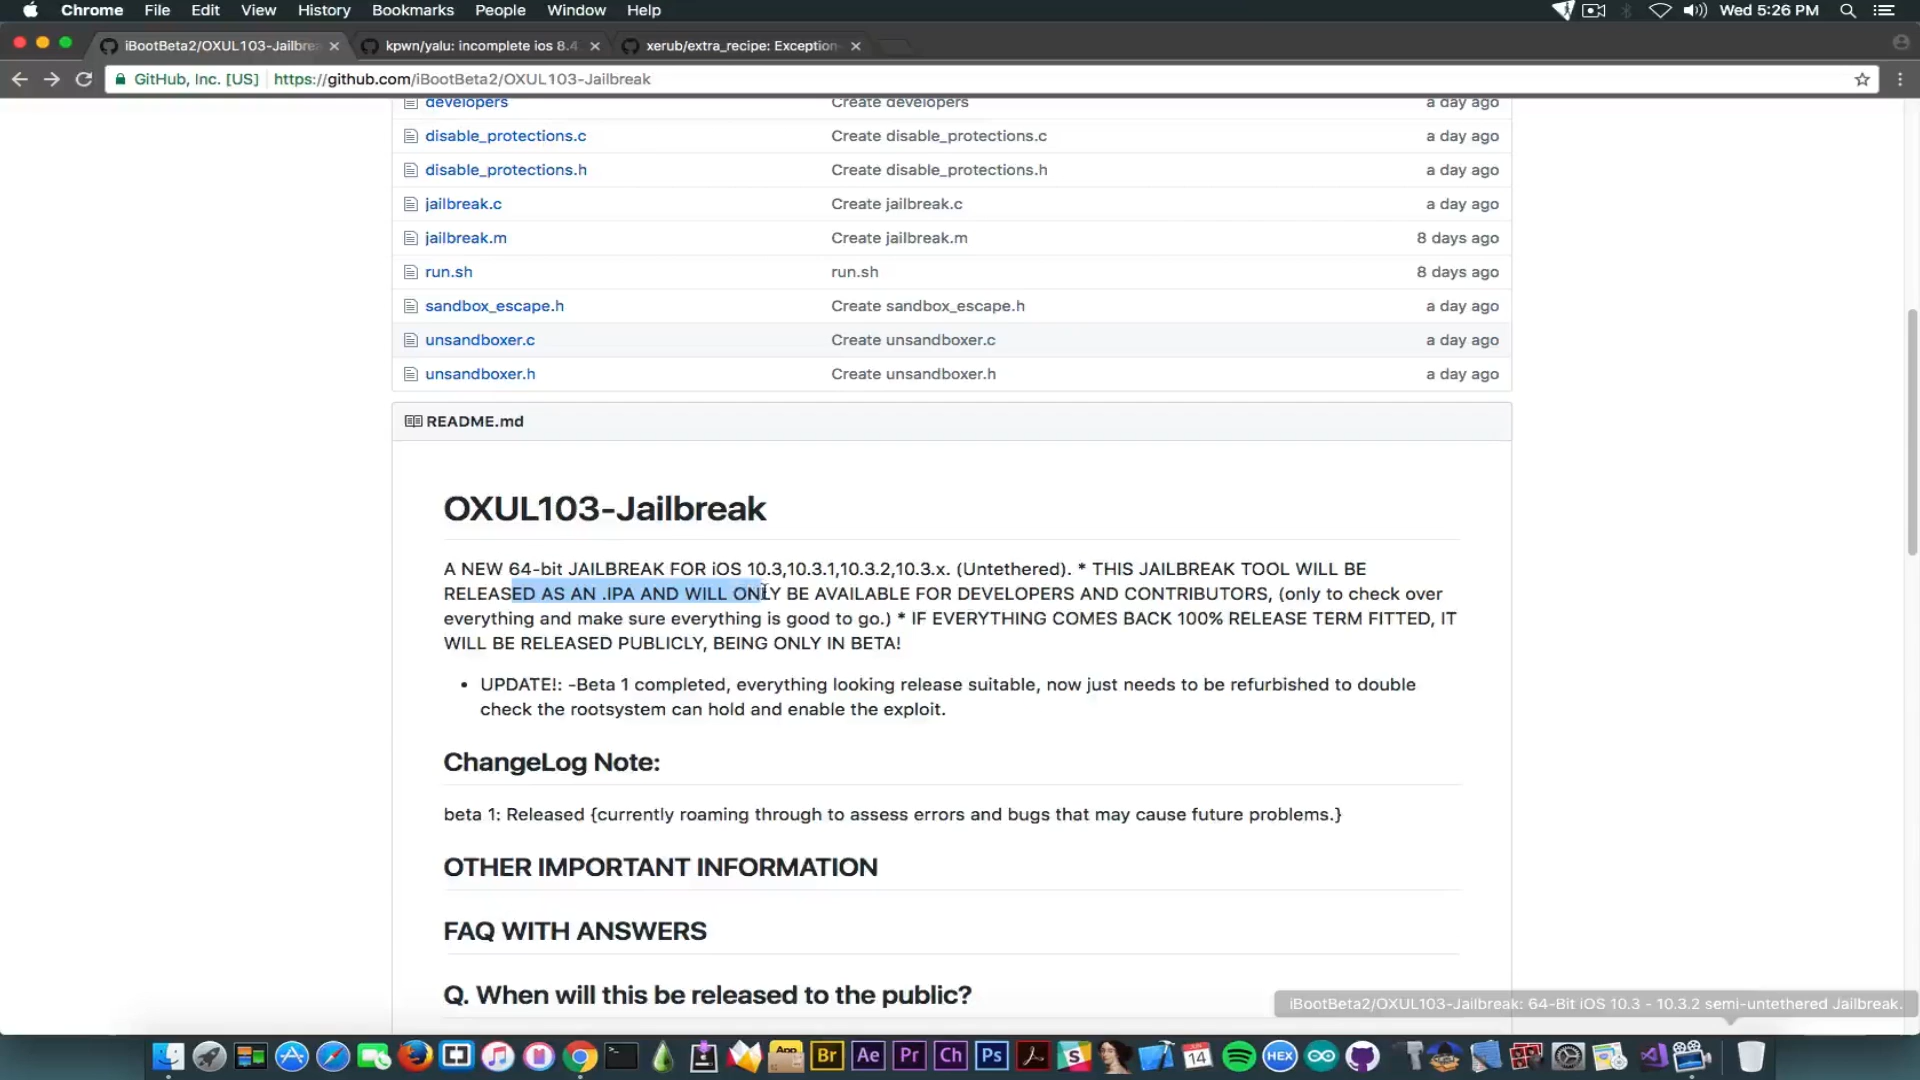 Chrome File Edit View History Bookmarks People Window Help Wed 5:26 PM
iBootBeta2/OXUL103-Jailbre kpwn/yalu: incomplete ios 8.4 xerub/extra_recipe: Exception-
GitHub, Inc. [US] https://github.com/iBootBeta2/OXUL103-Jailbreak
developers Create developers a day ago
disable_protections.c Create disable_protections.c a day ago
disable_protections.h Create disable_protections.h a day ago
jailbreak.c Create jailbreak.c a day ago
jailbreak.m Create jailbreak.m 8 days ago
run.sh run.sh 8 days ago
sandbox_escape.h Create sandbox_escape.h a day ago
unsandboxer.c Create unsandboxer.c a day ago
unsandboxer.h Create unsandboxer.h a day ago
README.md
OXUL103-Jailbreak
A NEW 64-bit JAILBREAK FOR iOS 10.3,10.3.1,10.3.2,10.3.x. (Untethered). * THIS JAILBREAK TOOL WILL BE
RELEASED AS AN .IPA AND WILL ONLY BE AVAILABLE FOR DEVELOPERS AND CONTRIBUTORS, (only to check over
everything and make sure everything is good to go.) * IF EVERYTHING COMES BACK 100% RELEASE TERM FITTED, IT
WILL BE RELEASED PUBLICLY, BEING ONLY IN BETA!
• UPDATE!: -Beta 1 completed, everything looking release suitable, now just needs to be refurbished to double
check the rootsystem can hold and enable the exploit.
ChangeLog Note:
beta 1: Released {currently roaming through to assess errors and bugs that may cause future problems.}
OTHER IMPORTANT INFORMATION
FAQ WITH ANSWERS
Q. When will this be released to the public?
iBootBeta2/OXUL103-Jailbreak: 64-Bit iOS 10.3 - 10.3.2 semi-untethered Jailbreak.
App Br Ae Pr Ch Ps JUN 14 HEX